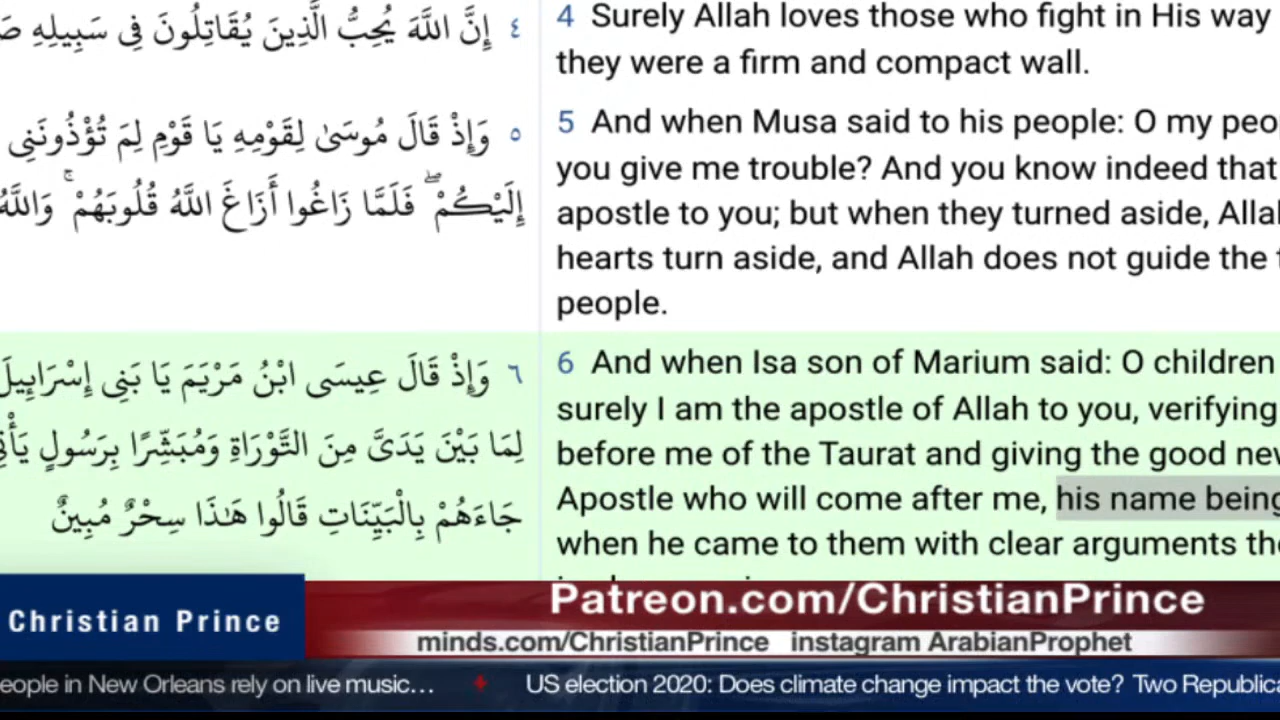 ٤ إِنَّ اللَّهَ يُحِبُّ الَّذِينَ يُقَاتِلُونَ فِي سَبِيلِهِ
4 Surely Allah loves those who fight in His way
they were a firm and compact wall.
٥ وَإِذْ قَالَ مُوسَىٰ لِقَوْمِهِ يَا قَوْمِ لِمَ تُؤْذُونَنِي
إِلَيْكُمْ ۖ فَلَمَّا زَاغُوا أَزَاغَ اللَّهُ قُلُوبَهُمْ ۚ وَاللَّهُ
5 And when Musa said to his people: O my peo
you give me trouble? And you know indeed that
apostle to you; but when they turned aside, Alla
hearts turn aside, and Allah does not guide the
people.
٦ وَإِذْ قَالَ عِيسَى ابْنُ مَرْيَمَ يَا بَنِي إِسْرَائِيلَ
لِمَا بَيْنَ يَدَيَّ مِنَ التَّوْرَاةِ وَمُبَشِّرًا بِرَسُولٍ يَأْتِ
جَاءَهُمْ بِالْبَيِّنَاتِ قَالُوا هَٰذَا سِحْرٌ مُبِينٌ
6 And when Isa son of Marium said: O children
surely I am the apostle of Allah to you, verifying
before me of the Taurat and giving the good nev
Apostle who will come after me, his name being
when he came to them with clear arguments the
Christian Prince
Patreon.com/ChristianPrince
minds.com/ChristianPrince instagram ArabianProphet
eople in New Orleans rely on live music... US election 2020: Does climate change impact the vote? Two Republica